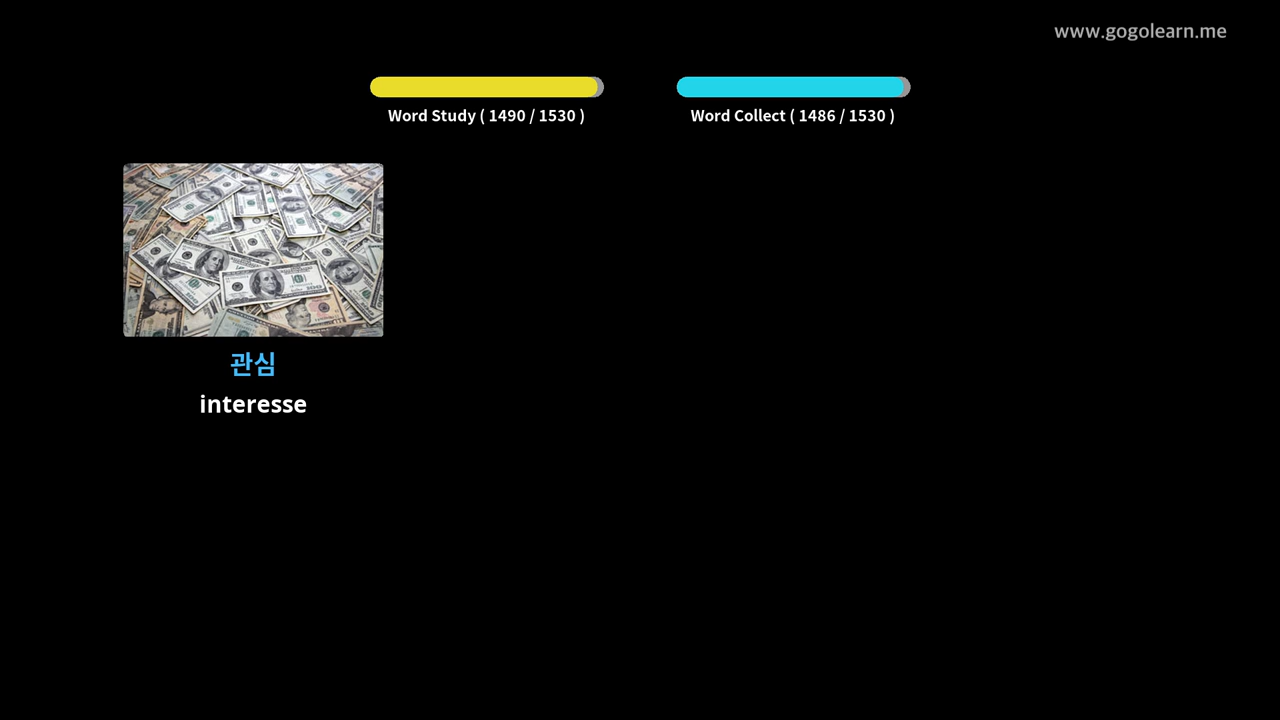 www.gogolearn.me
Word Study ( 1490 / 1530 )
Word Collect ( 1486 / 1530 )
관심
interesse